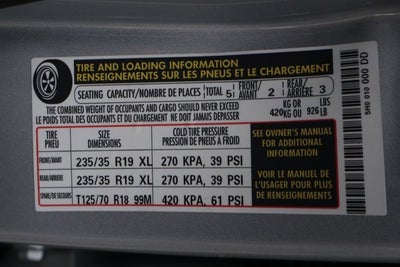 TIRE AND LOADING INFORMATION
RENSEIGNEMENTS SUR LES PNEUS ET LE CHARGEMENT
SEATING CAPACITY/NOMBRE DE PLACES TOTAL 5 FRONT/AVANT 2 REAR/ARRIÈRE 3
THE COMBINED WEIGHT OF OCCUPANTS AND CARGO SHOULD NEVER EXCEED
LE POIDS TOTAL DES OCCUPANTS ET DU CHARGEMENT NE DOIT JAMAIS DÉPASSER
420 KG OR KG OU 926 LBS LB
TIRE PNEU
SIZE DIMENSIONS
COLD TIRE PRESSURE
PRESSION DE PNEUS A FROID
FRONT/AVANT 235/35 R19 XL 270 KPA, 39 PSI
REAR/ARRIÈRE 235/35 R19 XL 270 KPA, 39 PSI
SPARE/DE SECOURS T125/70 R18 99M 420 KPA, 61 PSI
SEE OWNER'S MANUAL
FOR ADDITIONAL
INFORMATION
VOIR LE MANUEL DE
L'USAGER POUR PLUS
DE RENSEIGNEMENTS
5H0 010 000 DD